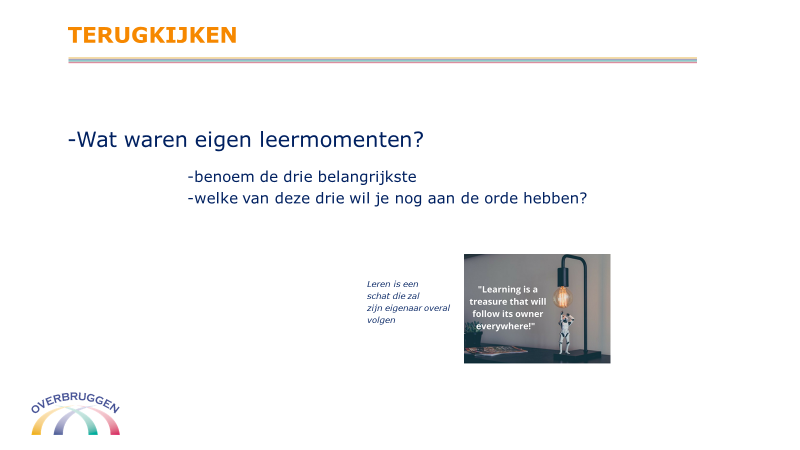 TERUGKIJKEN
-Wat waren eigen leermomenten?
-benoem de drie belangrijkste
-welke van deze drie wil je nog aan de orde hebben?
Leren is een
schat die zal
zijn eigenaar overal
volgen
"Learning is a
treasure that will
follow its owner
everywhere!"
OVERBRUGGEN